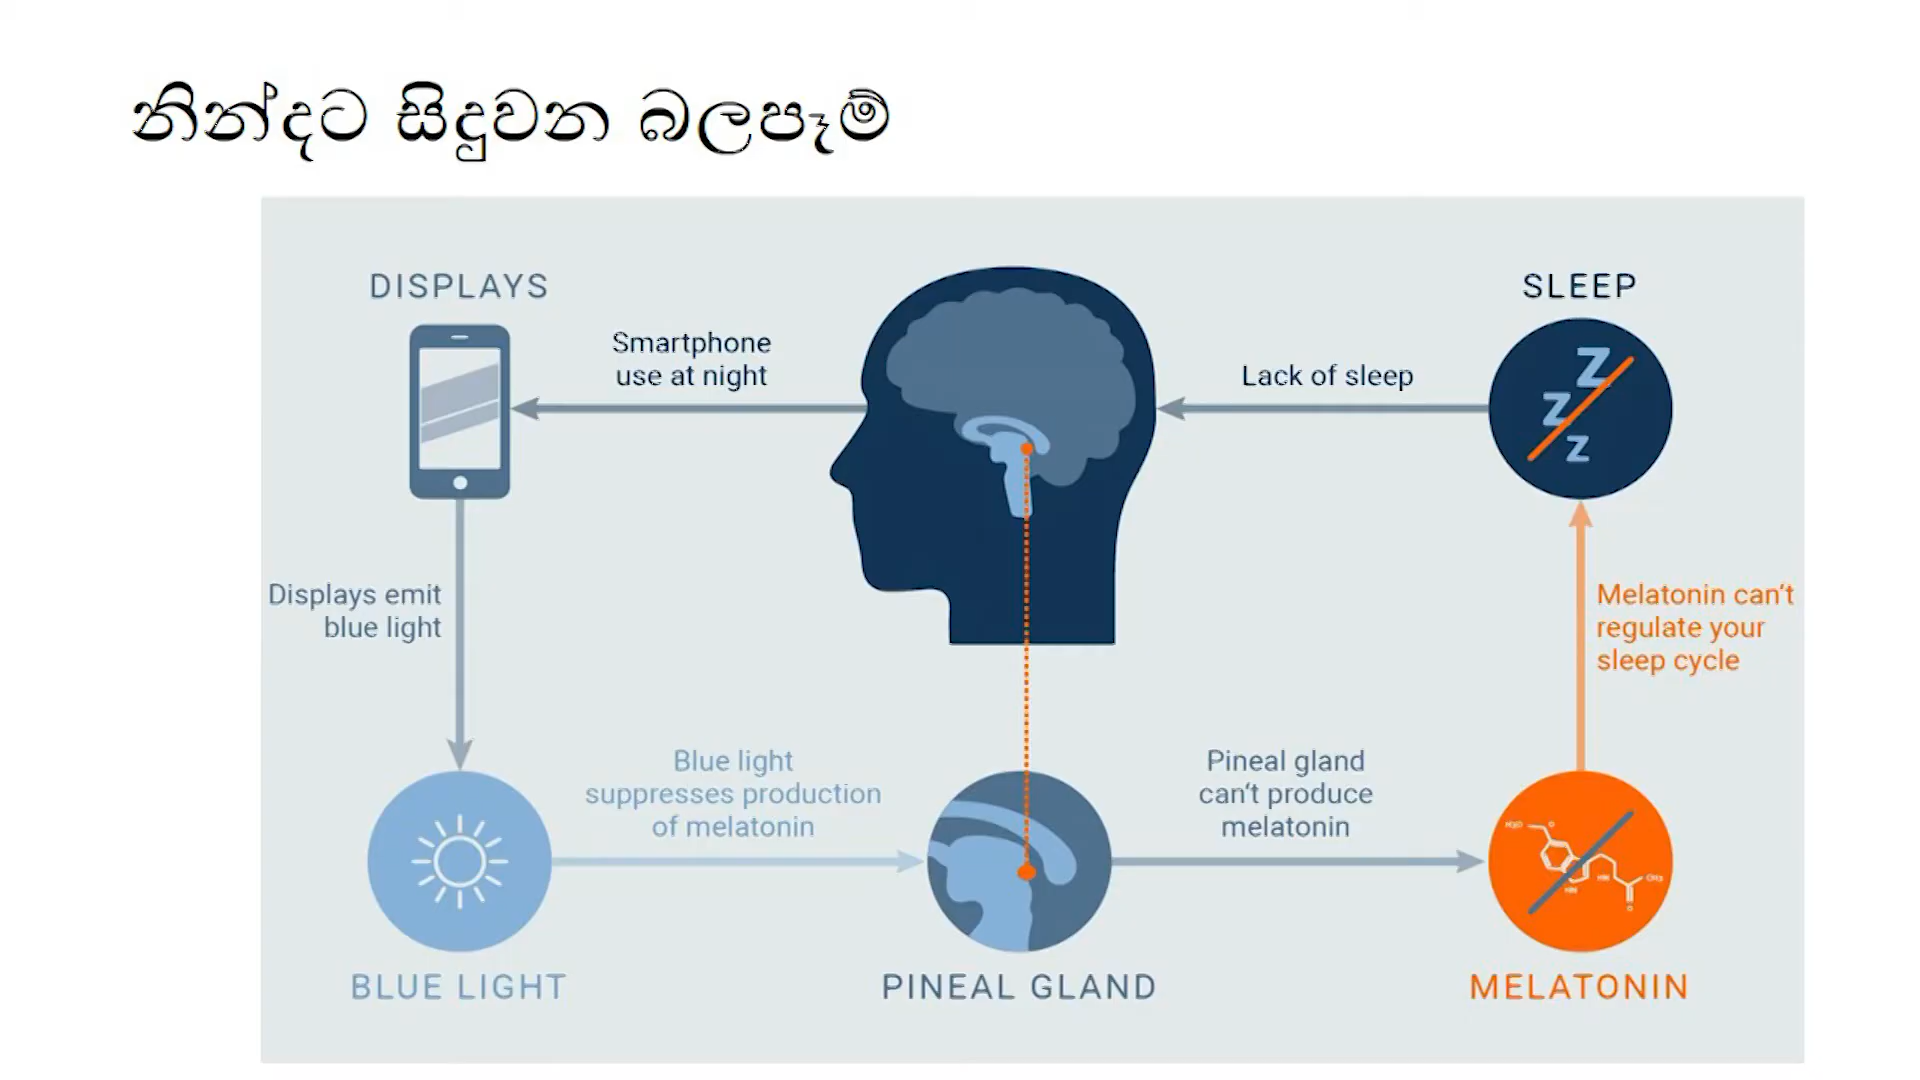 නින්දට සිදුවන බලපෑම්
DISPLAYS
SLEEP
Smartphone
use at night
Lack of sleep
Displays emit
blue light
Melatonin can't
regulate your
sleep cycle
Blue light
suppresses production
of melatonin
Pineal gland
can't produce
melatonin
BLUE LIGHT
PINEAL GLAND
MELATONIN
Z
Z
Z
HN
HN